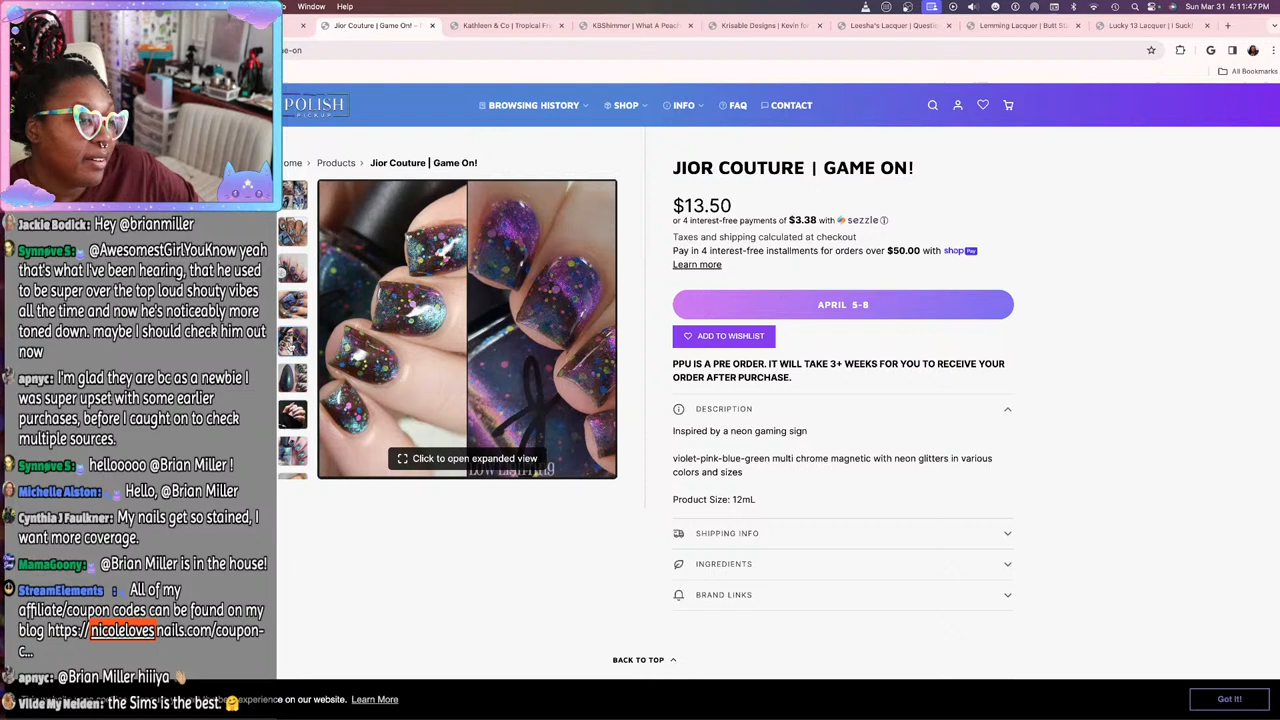 Window Help
Sun Mar 31 4:11:47 PM
Jior Couture | Game On! –
Kathleen & Co | Tropical Fr
KBShimmer | What A Peach
Krisable Designs | Kevin for
Leesha's Lacquer | Questio
Lemming Lacquer | Butt St
Lucky 13 Lacquer | I Suck!
me-on
All Bookmarks
POLISH
PICKUP
BROWSING HISTORY
SHOP
INFO
FAQ
CONTACT
ome > Products > Jior Couture | Game On!
Click to open expanded view
JIOR COUTURE | GAME ON!
$13.50
or 4 interest-free payments of $3.38 with sezzle
Taxes and shipping calculated at checkout
Pay in 4 interest-free installments for orders over $50.00 with shop Pay
Learn more
APRIL 5-8
ADD TO WISHLIST
PPU IS A PRE ORDER. IT WILL TAKE 3+ WEEKS FOR YOU TO RECEIVE YOUR
ORDER AFTER PURCHASE.
DESCRIPTION
Inspired by a neon gaming sign
violet-pink-blue-green multi chrome magnetic with neon glitters in various
colors and sizes
Product Size: 12mL
SHIPPING INFO
INGREDIENTS
BRAND LINKS
BACK TO TOP
experience on our website. Learn More
Got It!
Jackie Bodick: Hey @brianmiller
Synnøve S: @AwesomestGirlYouKnow yeah
that's what I've been hearing, that he used
to be super over the top loud shouty vibes
all the time and now he's noticeably more
toned down. maybe I should check him out
now
apnyc: I'm glad they are bc as a newbie I
was super upset with some earlier
purchases, before I caught on to check
multiple sources.
Synnøve S: hellooooo @Brian Miller !
Michelle Alston: Hello, @Brian Miller
Cynthia J Faulkner: My nails get so stained, I
want more coverage.
MamaGoony: @Brian Miller is in the house!
StreamElements : All of my
affiliate/coupon codes can be found on my
blog https://nicolelovesnails.com/coupon-
c...
apnyc: @Brian Miller hiiiya 👋🏼
Vilde My Neiden: the Sims is the best. 🤗